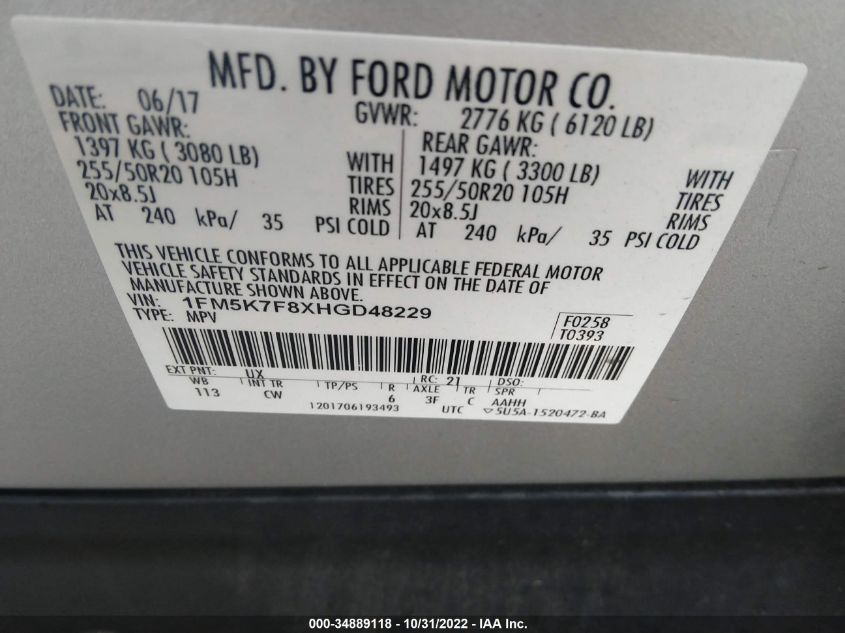 MFD. BY FORD MOTOR CO.
DATE: 06/17 GVWR: 2776 KG ( 6120 LB)
FRONT GAWR: REAR GAWR:
1397 KG ( 3080 LB) WITH 1497 KG ( 3300 LB) WITH
255/50R20 105H TIRES 255/50R20 105H TIRES
20x8.5J RIMS 20x8.5J RIMS
AT 240 kPa/ 35 PSI COLD AT 240 kPa/ 35 PSI COLD
THIS VEHICLE CONFORMS TO ALL APPLICABLE FEDERAL MOTOR
VEHICLE SAFETY STANDARDS IN EFFECT ON THE DATE OF
MANUFACTURE SHOWN ABOVE.
VIN: 1FM5K7F8XHGD48229
TYPE: MPV
F0258
T0393
EXT PNT: UX RC: 21 DSO:
WB INT TR TP/PS R AXLE TR SPR
113 CW 6 3F C AAHH
1201706193493 UTC ▽5U5A-1520472-BA
000-34889118 - 10/31/2022 - IAA Inc.